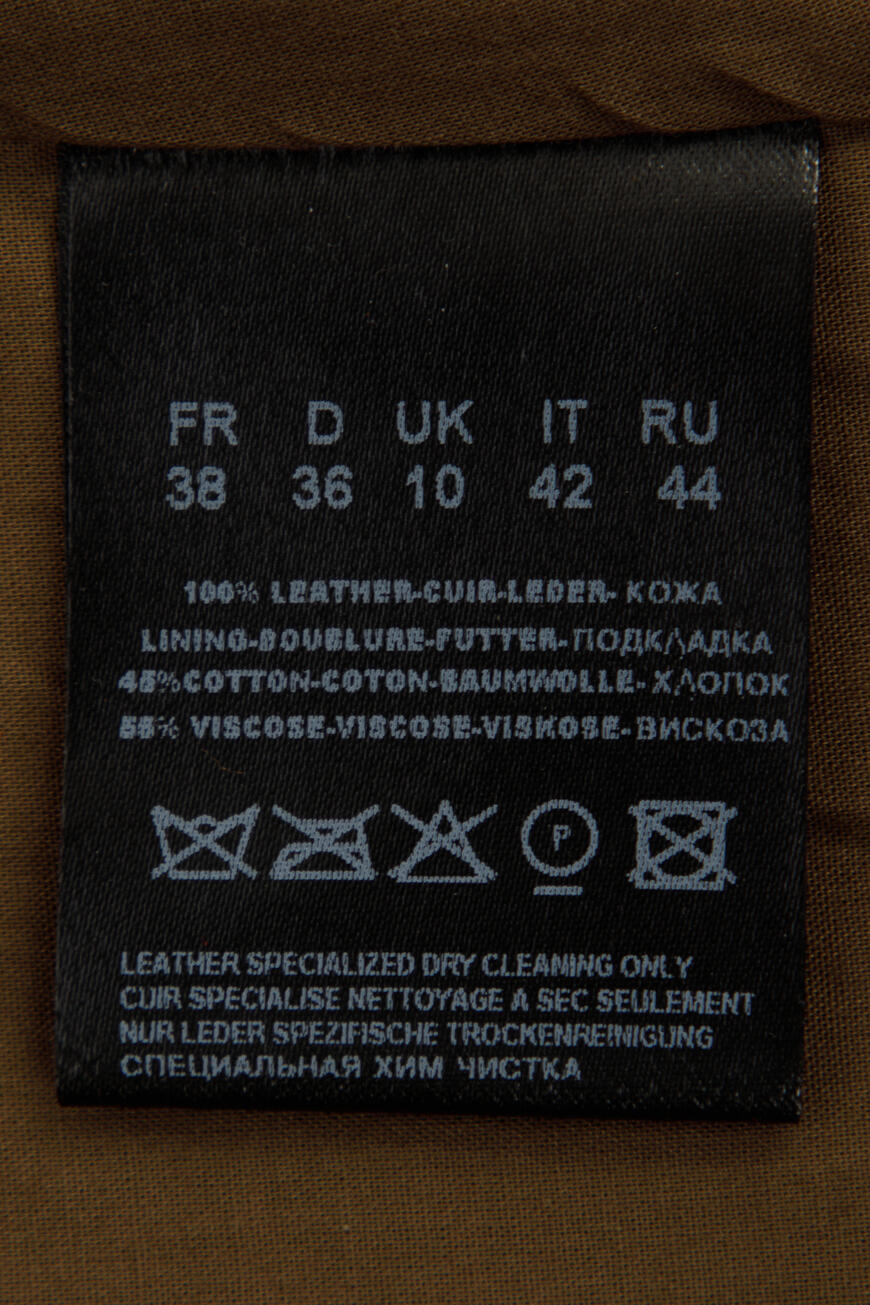 FR D UK IT RU
38 36 10 42 44
100% LEATHER-CUIR-LEDER- КОЖА
LINING-DOUBLURE-FUTTER-ПОДКЛАДКА
45%COTTON-COTON-BAUMWOLLE-ХЛОПОК
55% VISCOSE-VISCOSE-VISKOSE-ВИСКОЗА
P
LEATHER SPECIALIZED DRY CLEANING ONLY
CUIR SPECIALISE NETTOYAGE A SEC SEULEMENT
NUR LEDER SPEZIFISCHE TROCKENREINIGUNG
СПЕЦИАЛЬНАЯ ХИМ ЧИСТКА